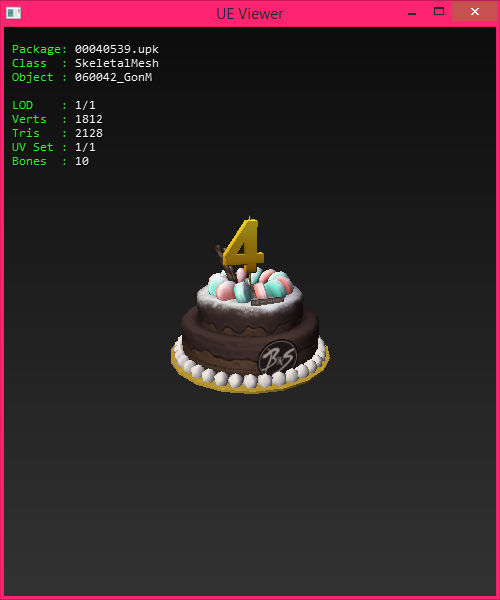 UE Viewer
Package: 00040539.upk
Class : SkeletalMesh
Object : 060042_GonM
LOD : 1/1
Verts : 1812
Tris : 2128
UV Set : 1/1
Bones : 10
4
B&S